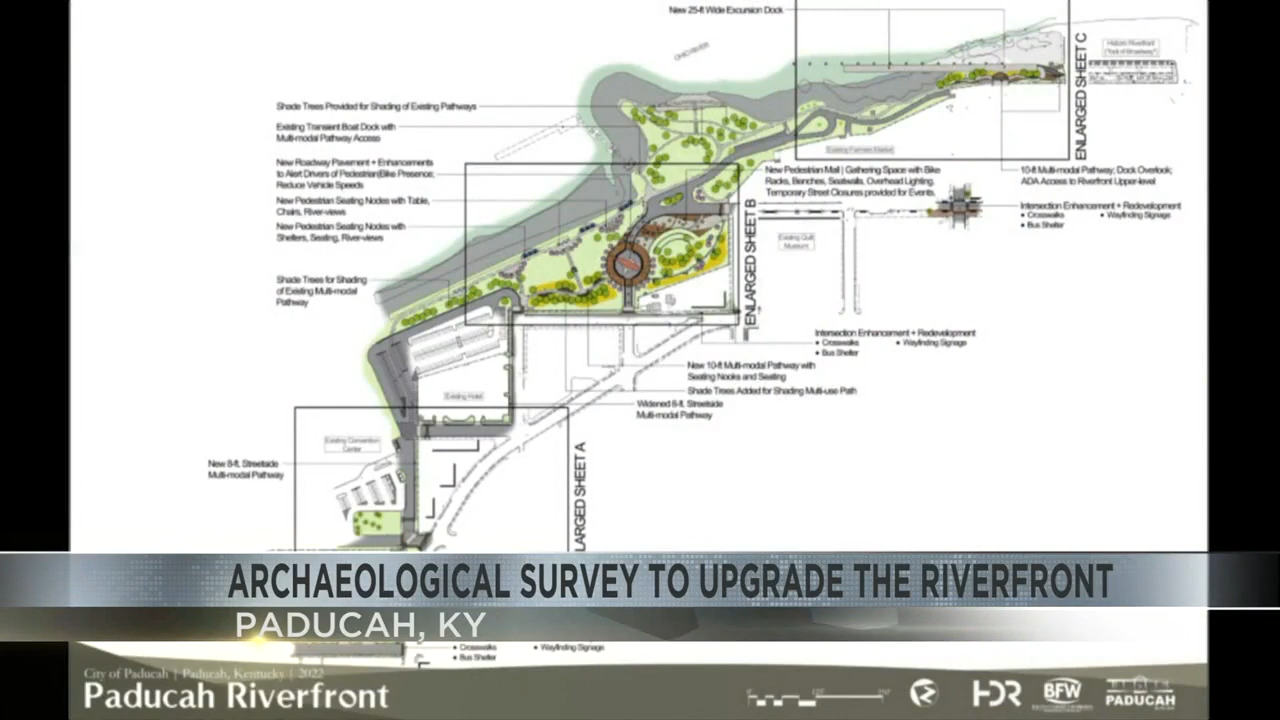 New 25-ft Wide Excursion Dock
OHIO RIVER
Shade Trees Provided for Shading of Existing Pathways
Existing Transient Boat Dock with
Multi-modal Pathway Access
New Roadway Pavement + Enhancements
to Alert Drivers of Pedestrian/Bike Presence;
Reduce Vehicle Speeds
New Pedestrian Seating Nodes with Table,
Chairs, River-views
New Pedestrian Seating Nodes with
Shelters, Seating, River-views
Shade Trees for Shading
of Existing Multi-modal
Pathway
ENLARGED SHEET C
Historic Riverfront
Existing Farmers Market
New Pedestrian Mall | Gathering Space with Bike
Racks, Benches, Seatwalls, Overhead Lighting.
Temporary Street Closures provided for Events.
10-ft Multi-modal Pathway; Dock Overlook;
ADA Access to Riverfront Upper-level
Intersection Enhancement + Redevelopment
• Crosswalks • Wayfinding Signage
• Bus Shelter
ENLARGED SHEET B
Existing Quilt
Museum
Intersection Enhancement + Redevelopment
• Crosswalks • Wayfinding Signage
• Bus Shelter
New 10-ft Multi-modal Pathway with
Seating Nooks and Seating
Shade Trees Added for Shading Multi-use Path
Widened 8-ft. Streetside
Multi-modal Pathway
Existing Hotel
Existing Convention
Center
New 8-ft. Streetside
Multi-modal Pathway
LARGED SHEET A
ARCHAEOLOGICAL SURVEY TO UPGRADE THE RIVERFRONT
PADUCAH, KY
• Crosswalks • Wayfinding Signage
• Bus Shelter
City of Paducah | Paducah, Kentucky | 2022
Paducah Riverfront
HDR
BFW
PADUCAH